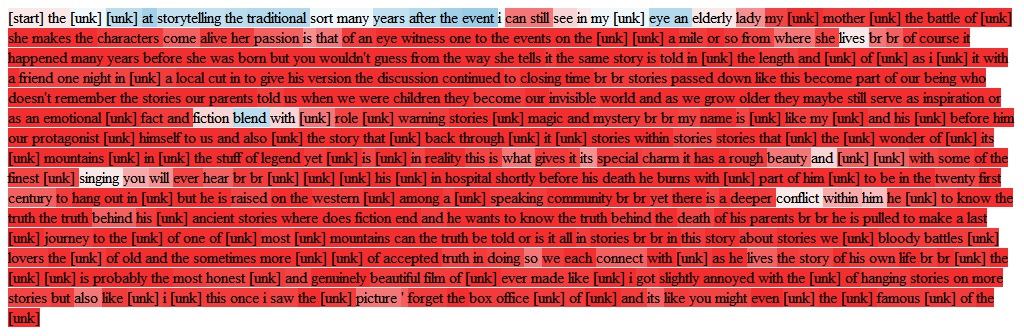 [start] the [unk] [unk] at storytelling the traditional sort many years after the event i can still see in my [unk] eye an elderly lady my [unk] mother [unk] the battle of [unk]
she makes the characters come alive her passion is that of an eye witness one to the events on the [unk] [unk] a mile or so from where she lives br br of course it
happened many years before she was born but you wouldn't guess from the way she tells it the same story is told in [unk] the length and [unk] of [unk] as i [unk] it with
a friend one night in [unk] a local cut in to give his version the discussion continued to closing time br br stories passed down like this become part of our being who
doesn't remember the stories our parents told us when we were children they become our invisible world and as we grow older they maybe still serve as inspiration or
as an emotional [unk] fact and fiction blend with [unk] role [unk] warning stories [unk] magic and mystery br br my name is [unk] like my [unk] and his [unk] before him
our protagonist [unk] himself to us and also [unk] the story that [unk] back through [unk] it [unk] stories within stories stories that [unk] the [unk] wonder of [unk] its
[unk] mountains [unk] in [unk] the stuff of legend yet [unk] is [unk] in reality this is what gives it its special charm it has a rough beauty and [unk] [unk] with some of the
finest [unk] singing you will ever hear br br [unk] [unk] [unk] his [unk] in hospital shortly before his death he burns with [unk] part of him [unk] to be in the twenty first
century to hang out in [unk] but he is raised on the western [unk] among a [unk] speaking community br br yet there is a deeper conflict within him he [unk] to know the
truth the truth behind his [unk] ancient stories where does fiction end and he wants to know the truth behind the death of his parents br br he is pulled to make a last
[unk] journey to the [unk] of one of [unk] most [unk] mountains can the truth be told or is it all in stories br br in this story about stories we [unk] bloody battles [unk]
lovers the [unk] of old and the sometimes more [unk] [unk] of accepted truth in doing so we each connect with [unk] as he lives the story of his own life br br [unk] the
[unk] [unk] is probably the most honest [unk] and genuinely beautiful film of [unk] ever made like [unk] i got slightly annoyed with the [unk] of hanging stories on more
stories but also like [unk] i [unk] this once i saw the [unk] picture ' forget the box office [unk] of [unk] and its like you might even [unk] the [unk] famous [unk] of the
[unk]